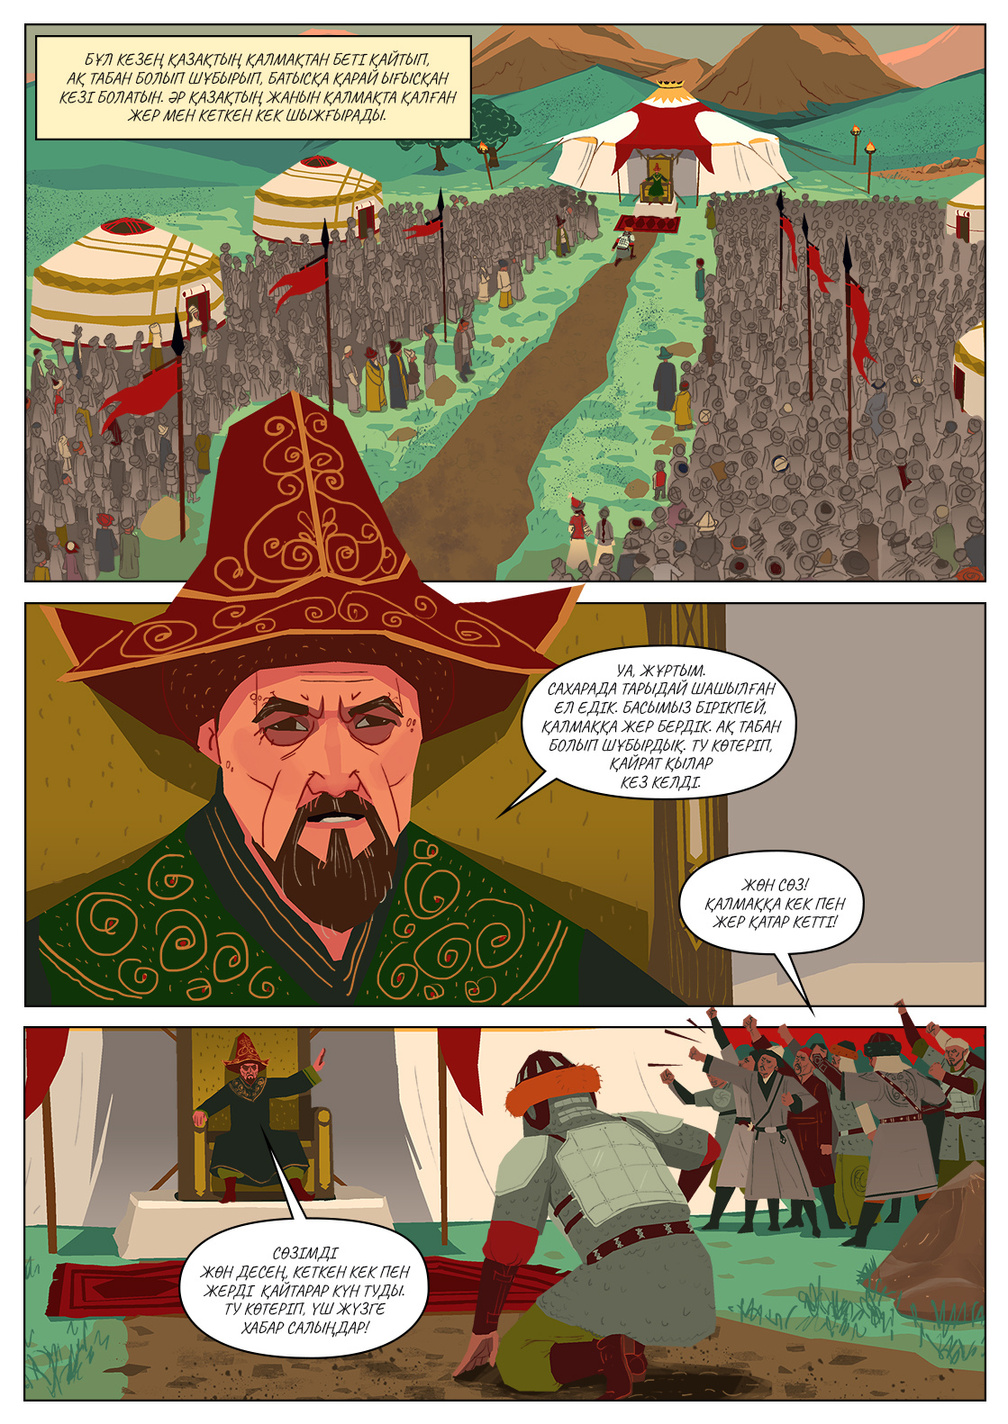 БҰЛ КЕЗЕҢ ҚАЗАҚТЫҢ ҚАЛМАҚТАН БЕТІ ҚАЙТЫП,
АҚ ТАБАН БОЛЫП ШҰБЫРЫП, БАТЫСҚА ҚАРАЙ ЫҒЫСҚАН
КЕЗІ БОЛАТЫН. ӘР ҚАЗАҚТЫҢ ЖАНЫН ҚАЛМАҚТА ҚАЛҒАН
ЖЕР МЕН КЕТКЕН КЕК ШЫЖҒЫРАДЫ.
УА, ЖҰРТЫМ.
САХАРАДА ТАРЫДАЙ ШАШЫЛҒАН
ЕЛ ЕДІК. БАСЫМЫЗ БІРІКПЕЙ,
ҚАЛМАҚҚА ЖЕР БЕРДІК. АҚ ТАБАН
БОЛЫП ШҰБЫРДЫҚ. ТУ КӨТЕРІП,
ҚАЙРАТ ҚЫЛАР
КЕЗ КЕЛДІ.
ЖӨН СӨЗ!
ҚАЛМАҚҚА КЕК ПЕН
ЖЕР ҚАТАР КЕТТІ!
СӨЗІМДІ
ЖӨН ДЕСЕҢ, КЕТКЕН КЕК ПЕН
ЖЕРДІ ҚАЙТАРАР КҮН ТУДЫ.
ТУ КӨТЕРІП, ҮШ ЖҮЗГЕ
ХАБАР САЛЫҢДАР!